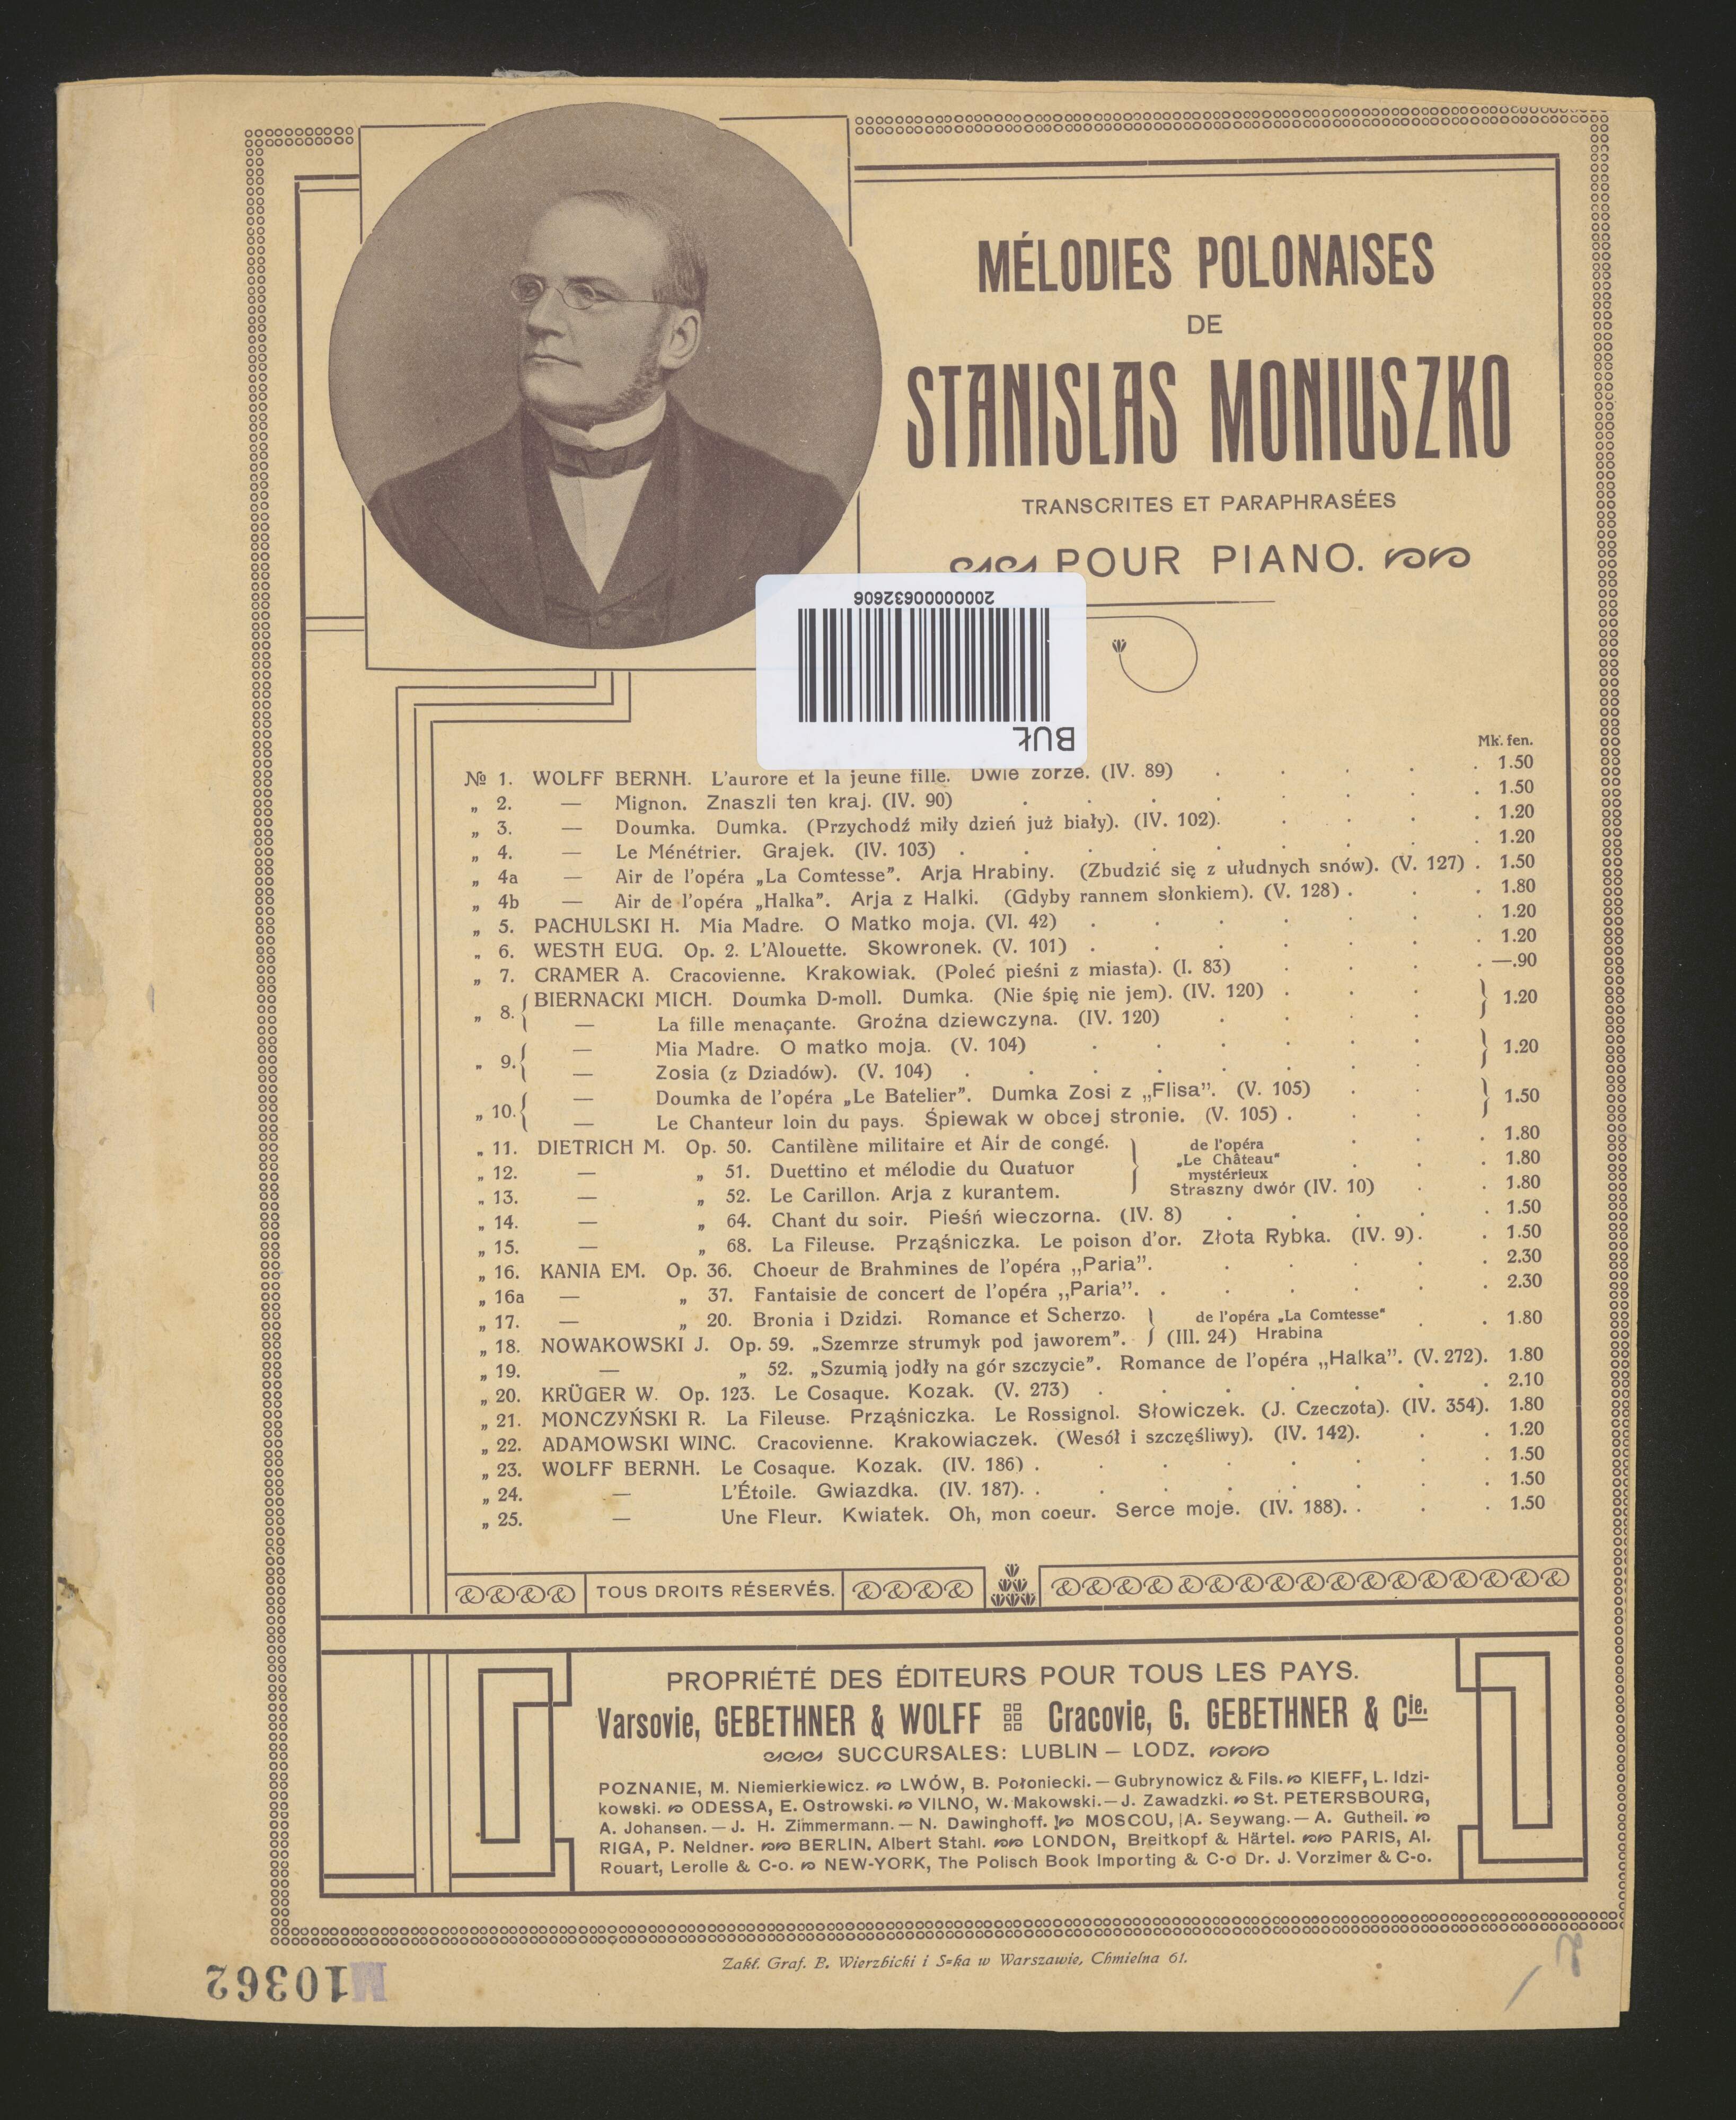 MÉLODIES POLONAISES
DE
STANISLAS MONIUSZKO
TRANSCRITES ET PARAPHRASÉES
POUR PIANO.
200000000632606
BUŁ
Mk. fen.
№ 1. WOLFF BERNH. L'aurore et la jeune fille. Dwie zorze. (IV. 89) . . . . . 1.50
„ 2. — Mignon. Znaszli ten kraj. (IV. 90) . . . . . . . . 1.50
„ 3. — Doumka. Dumka. (Przychodź miły dzień już biały). (IV. 102). . . . . 1.20
„ 4. — Le Ménétrier. Grajek. (IV. 103) . . . . . . . . . 1.20
„ 4a — Air de l'opéra „La Comtesse”. Arja Hrabiny. (Zbudzić się z ułudnych snów). (V. 127) . 1.50
„ 4b — Air de l'opéra „Halka”. Arja z Halki. (Gdyby rannem słonkiem). (V. 128) . . . 1.80
„ 5. PACHULSKI H. Mia Madre. O Matko moja. (VI. 42) . . . . . . . 1.20
„ 6. WESTH EUG. Op. 2. L'Alouette. Skowronek. (V. 101) . . . . . . . 1.20
„ 7. CRAMER A. Cracovienne. Krakowiak. (Poleć pieśni z miasta). (I. 83) . . . . —.90
„ 8. { BIERNACKI MICH. Doumka D-moll. Dumka. (Nie śpię nie jem). (IV. 120) . . . } 1.20
— La fille menaçante. Groźna dziewczyna. (IV. 120) . . . .
„ 9. { — Mia Madre. O matko moja. (V. 104) . . . . . . } 1.20
— Zosia (z Dziadów). (V. 104) . . . . . . . .
„ 10. { — Doumka de l'opéra „Le Batelier”. Dumka Zosi z „Flisa”. (V. 105) . . } 1.50
— Le Chanteur loin du pays. Śpiewak w obcej stronie. (V. 105) . . .
„ 11. DIETRICH M. Op. 50. Cantilène militaire et Air de congé. } de l'opéra . . . 1.80
„ 12. — „ 51. Duettino et mélodie du Quatuor „Le Château“ mystérieux . . . 1.80
„ 13. — „ 52. Le Carillon. Arja z kurantem. Straszny dwór (IV. 10) . . 1.80
„ 14. — „ 64. Chant du soir. Pieśń wieczorna. (IV. 8) . . . . . 1.50
„ 15. — „ 68. La Fileuse. Prząśniczka. Le poison d'or. Złota Rybka. (IV. 9). . 1.50
„ 16. KANIA EM. Op. 36. Choeur de Brahmines de l'opéra „Paria”. . . . . . 2.30
„ 16a — „ 37. Fantaisie de concert de l'opéra „Paria”. . . . . . . 2.30
„ 17. — „ 20. Bronia i Dzidzi. Romance et Scherzo. } de l'opéra „La Comtesse“ . . 1.80
„ 18. NOWAKOWSKI J. Op. 59. „Szemrze strumyk pod jaworem”. (III. 24) Hrabina
„ 19. — „ 52. „Szumią jodły na gór szczycie”. Romance de l'opéra „Halka”. (V. 272). 1.80
„ 20. KRÜGER W. Op. 123. Le Cosaque. Kozak. (V. 273) . . . . . . . 2.10
„ 21. MONCZYŃSKI R. La Fileuse. Prząśniczka. Le Rossignol. Słowiczek. (J. Czeczota). (IV. 354). 1.80
„ 22. ADAMOWSKI WINC. Cracovienne. Krakowiaczek. (Wesół i szczęśliwy). (IV. 142). . . 1.20
„ 23. WOLFF BERNH. Le Cosaque. Kozak. (IV. 186) . . . . . . . . 1.50
„ 24. — L'Étoile. Gwiazdka. (IV. 187). . . . . . . . . 1.50
„ 25. — Une Fleur. Kwiatek. Oh, mon coeur. Serce moje. (IV. 188). . . . 1.50
TOUS DROITS RÉSERVÉS.
PROPRIÉTÉ DES ÉDITEURS POUR TOUS LES PAYS.
Varsovie, GEBETHNER & WOLFF Cracovie, G. GEBETHNER & Cie.
SUCCURSALES: LUBLIN — LODZ.
POZNANIE, M. Niemierkiewicz. LWÓW, B. Połoniecki. — Gubrynowicz & Fils. KIEFF, L. Idzi-
kowski. ODESSA, E. Ostrowski. VILNO, W. Makowski. — J. Zawadzki. St. PETERSBOURG,
A. Johansen. — J. H. Zimmermann. — N. Dawinghoff. MOSCOU, A. Seywang. — A. Gutheil.
RIGA, P. Neldner. BERLIN, Albert Stahl. LONDON, Breitkopf & Härtel. PARIS, Al.
Rouart, Lerolle & C-o. NEW-YORK, The Polisch Book Importing & C-o Dr. J. Vorzimer & C-o.
Zakł. Graf. B. Wierzbicki i S=ka w Warszawie, Chmielna 61.
M10362